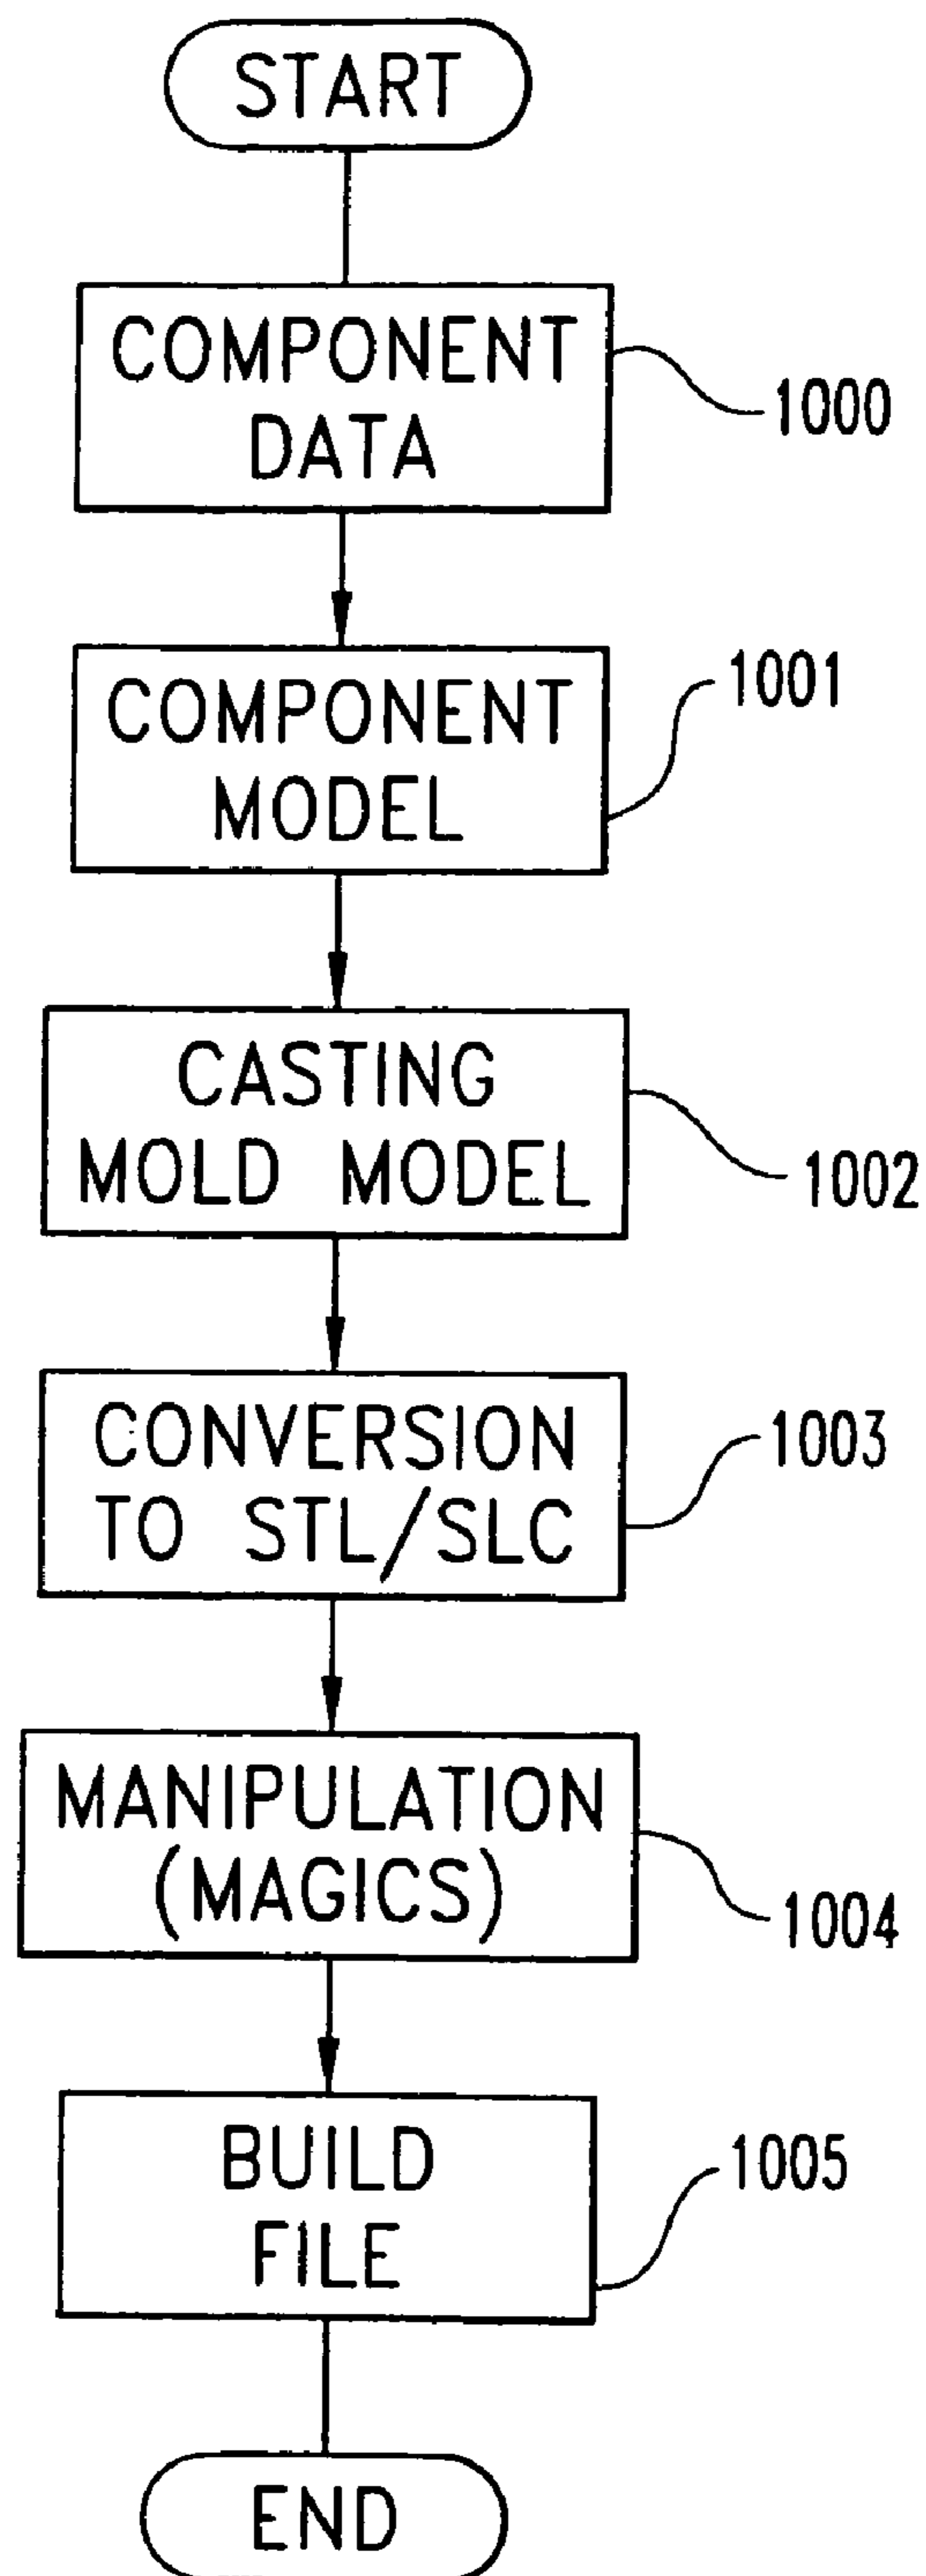 START
COMPONENT
DATA
1000
COMPONENT
MODEL
1001
CASTING
MOLD MODEL
1002
CONVERSION
TO STL/SLC
1003
MANIPULATION
(MAGICS)
1004
BUILD
FILE
1005
END